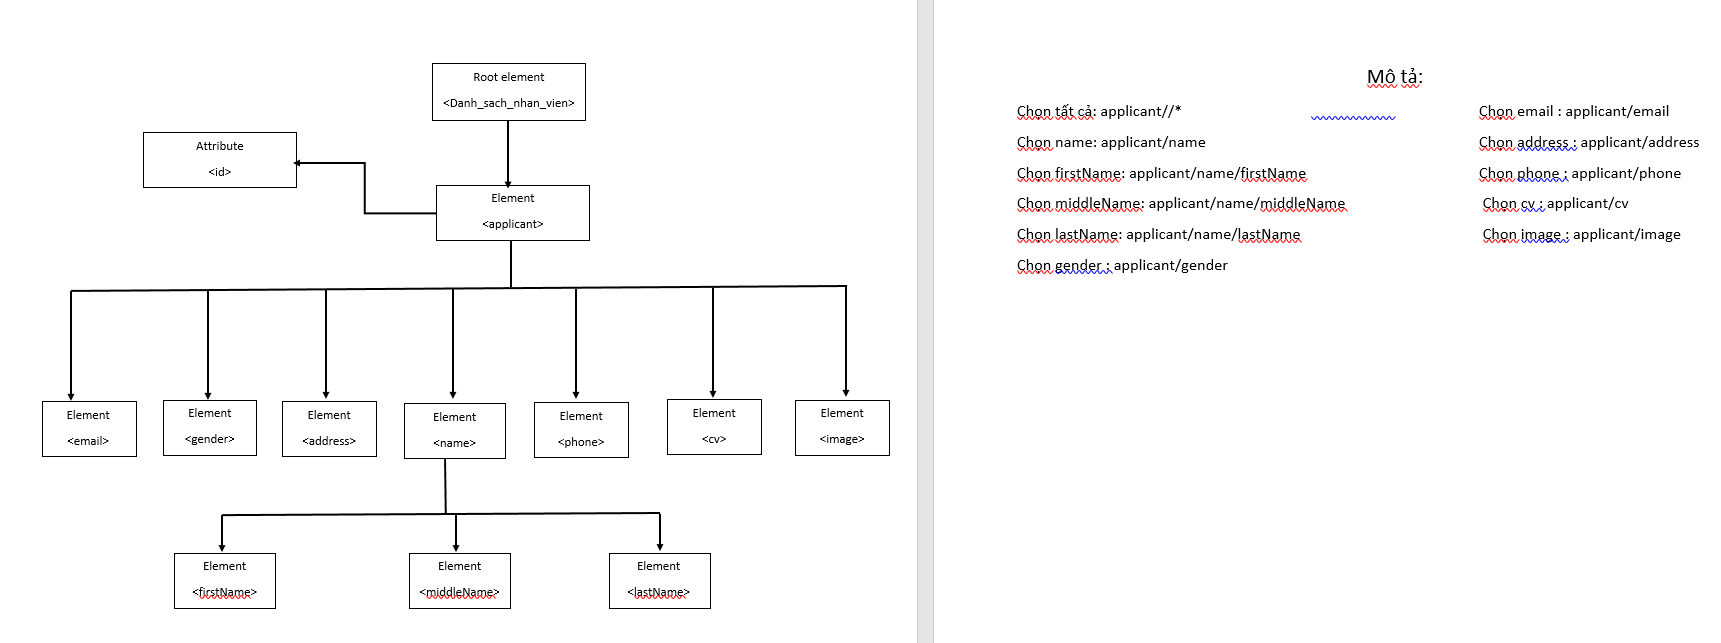 Root element
<Danh_sach_nhan_vien>
Attribute
<id>
Element
<applicant>
Element
<email>
Element
<gender>
Element
<address>
Element
<name>
Element
<phone>
Element
<cv>
Element
<image>
Element
<firstName>
Element
<middleName>
Element
<lastName>
Mô tả:
Chọn tất cả: applicant//*
Chọn name: applicant/name
Chọn firstName: applicant/name/firstName
Chọn middleName: applicant/name/middleName
Chọn lastName: applicant/name/lastName
Chọn gender : applicant/gender
Chọn email : applicant/email
Chọn address : applicant/address
Chọn phone : applicant/phone
Chọn cv : applicant/cv
Chọn image : applicant/image